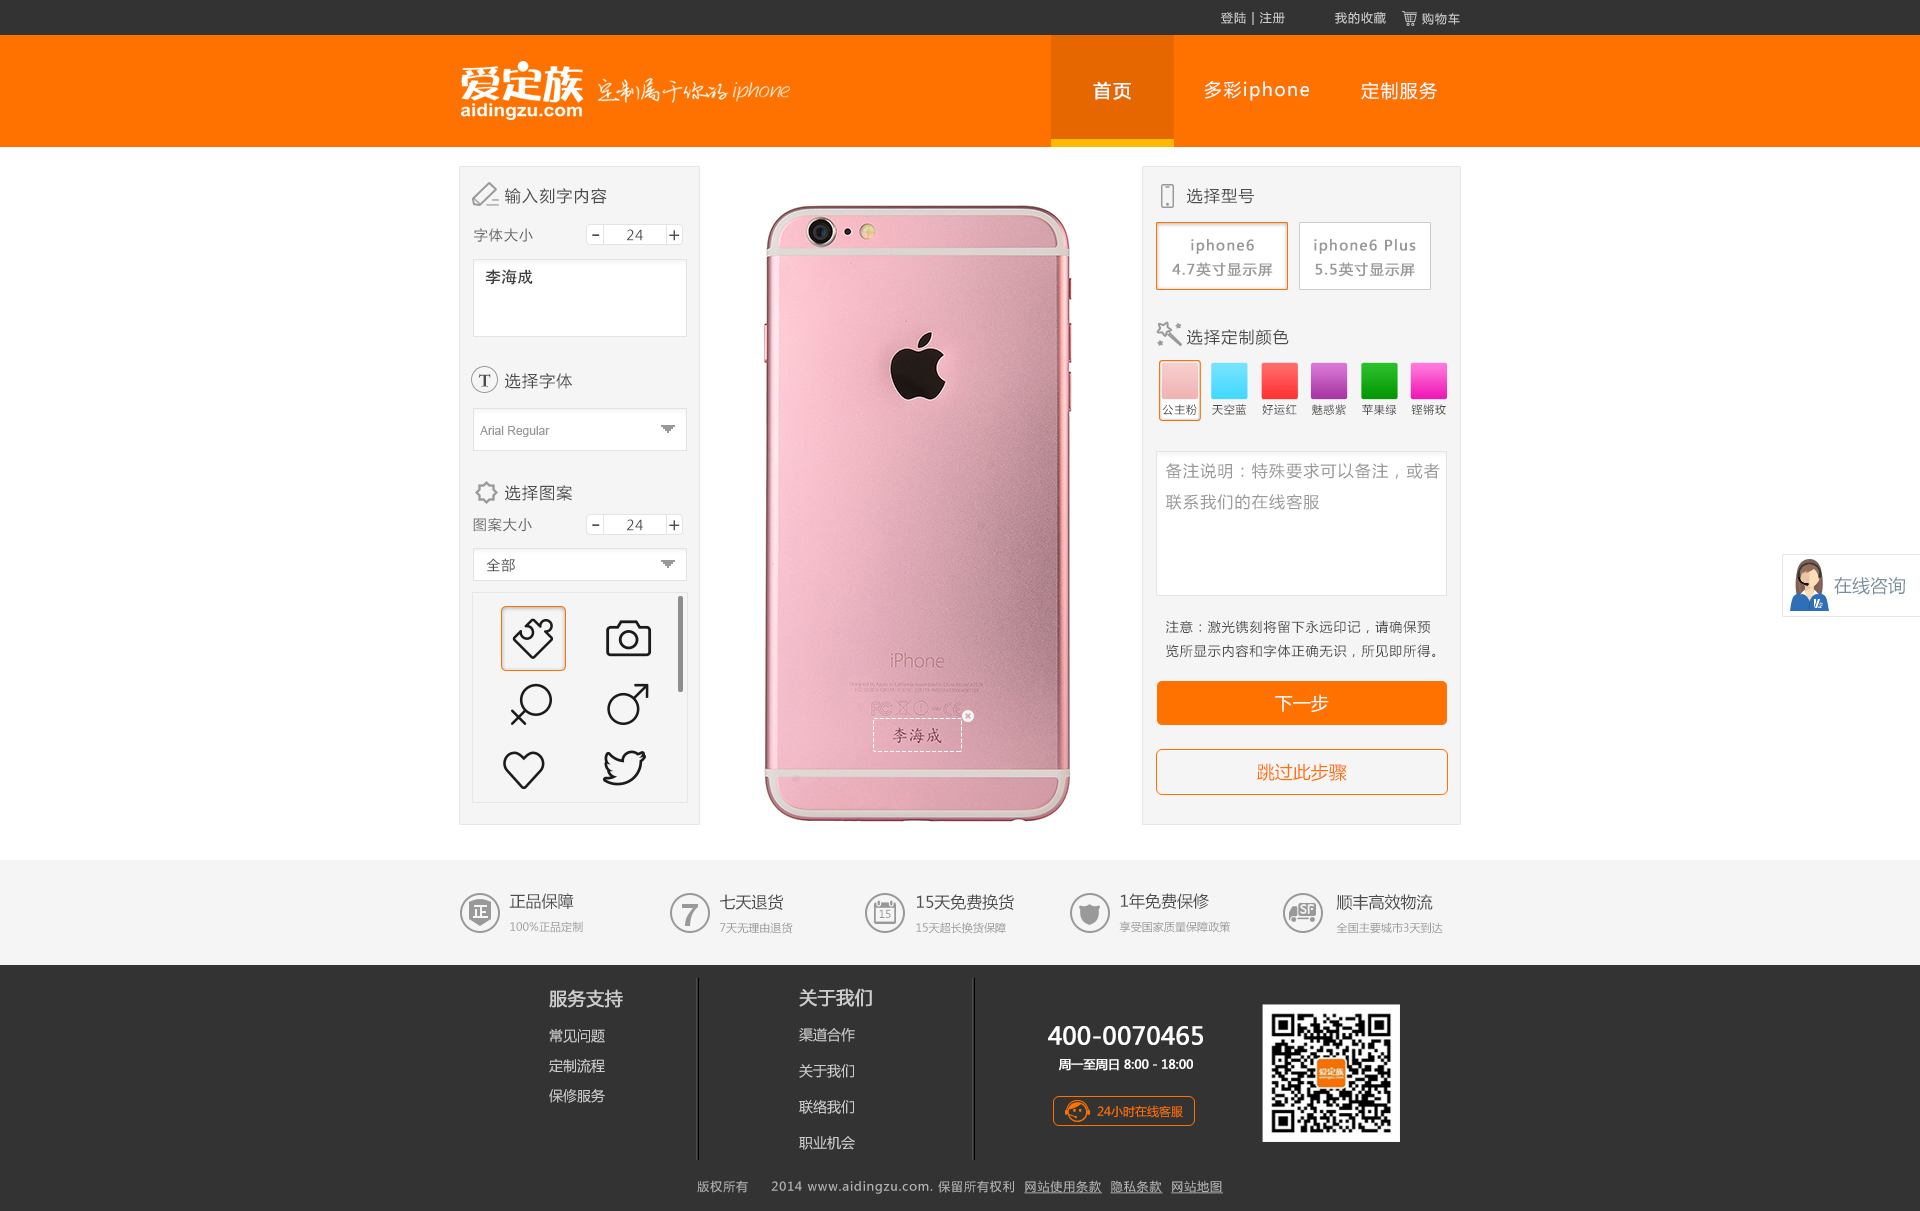 登陆 | 注册
我的收藏
购物车
爱定族
aidingzu.com
定制属于你的 iphone
首页
多彩iphone
定制服务
输入刻字内容
字体大小
- 24 +
李海成
选择字体
Arial Regular
选择图案
图案大小
- 24 +
全部
iPhone
李海成
选择型号
iphone6
4.7英寸显示屏
iphone6 Plus
5.5英寸显示屏
选择定制颜色
公主粉
天空蓝
好运红
魅惑紫
苹果绿
铿锵玫
备注说明：特殊要求可以备注，或者
联系我们的在线客服
注意：激光镌刻将留下永远印记，请确保预
览所显示内容和字体正确无识，所见即所得。
下一步
跳过此步骤
在线咨询
正品保障
100%正品定制
七天退货
7天无理由退货
15天免费换货
15天超长换货保障
1年免费保修
享受国家质量保障政策
顺丰高效物流
全国主要城市3天到达
服务支持
常见问题
定制流程
保修服务
关于我们
渠道合作
关于我们
联络我们
职业机会
400-0070465
周一至周日 8:00 - 18:00
24小时在线客服
版权所有 2014 www.aidingzu.com. 保留所有权利 网站使用条款 隐私条款 网站地图